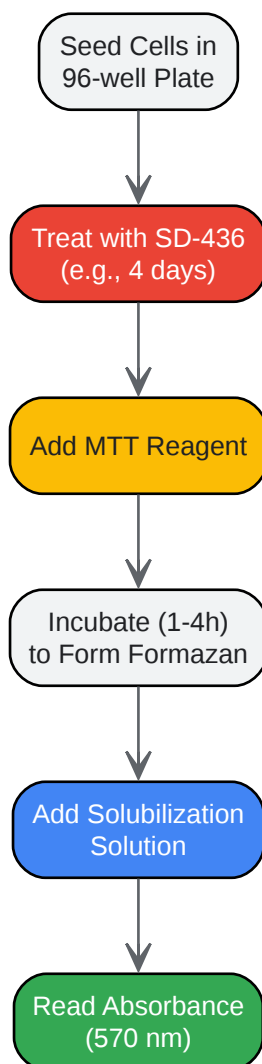 Seed Cells in
96-well Plate
Treat with SD-436
(e.g., 4 days)
Add MTT Reagent
Incubate (1-4h)
to Form Formazan
Add Solubilization
Solution
Read Absorbance
(570 nm)